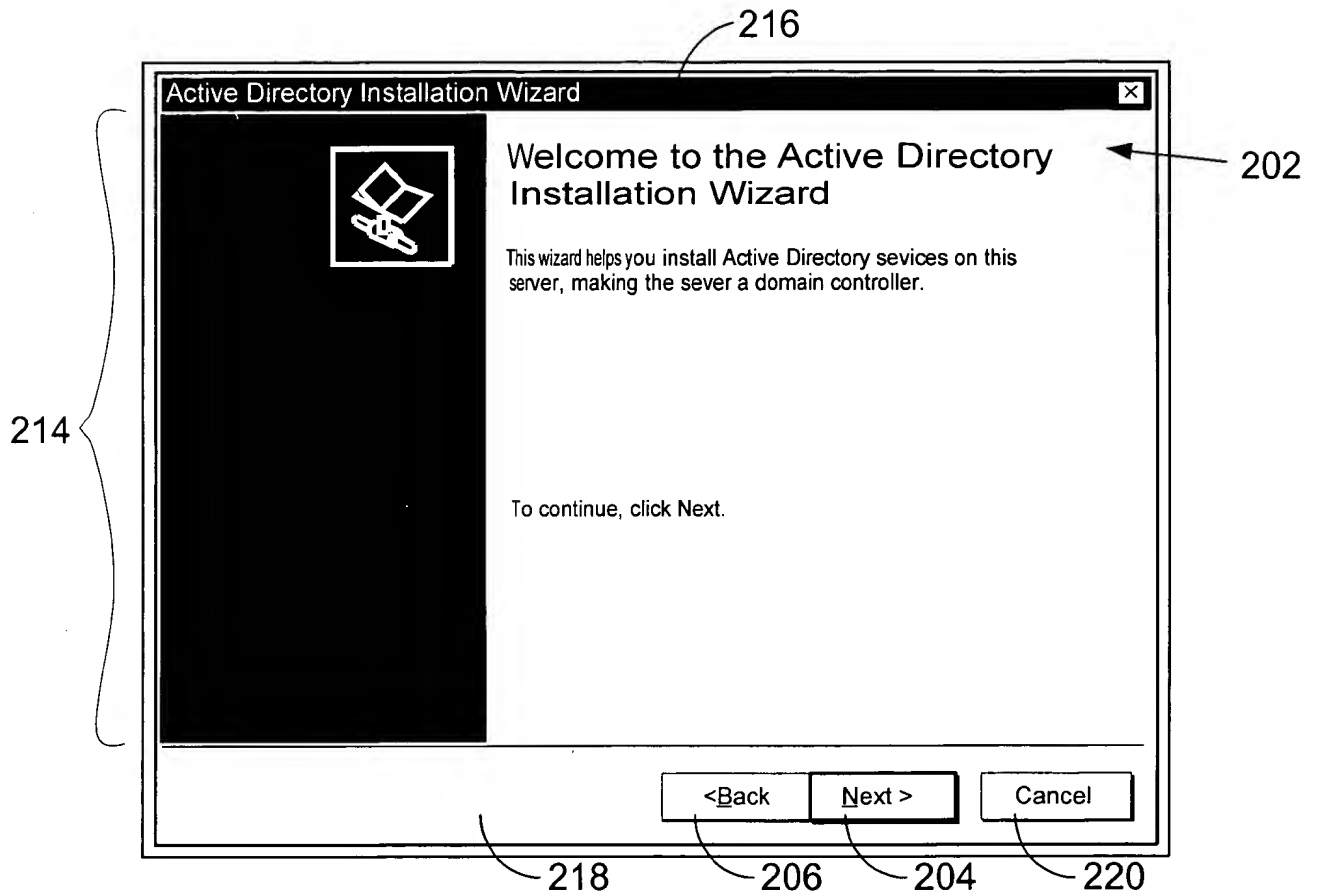 216
Active Directory Installation Wizard
Welcome to the Active Directory
Installation Wizard
202
This wizard helps you install Active Directory sevices on this
server, making the sever a domain controller.
214
To continue, click Next.
<Back
Next >
Cancel
218
206
204
220